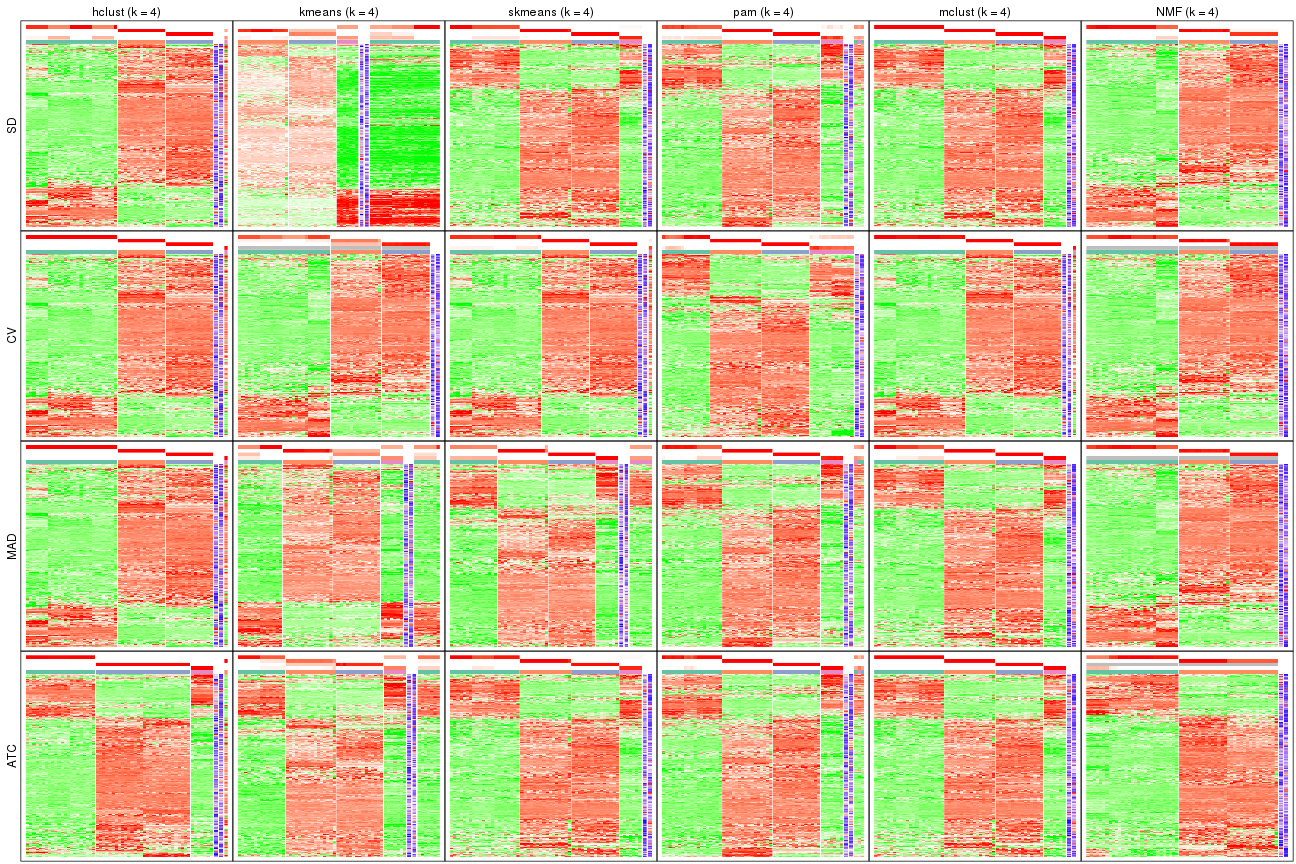 hclust (k = 4)
kmeans (k = 4)
skmeans (k = 4)
pam (k = 4)
mclust (k = 4)
NMF (k = 4)
SD
CV
MAD
ATC